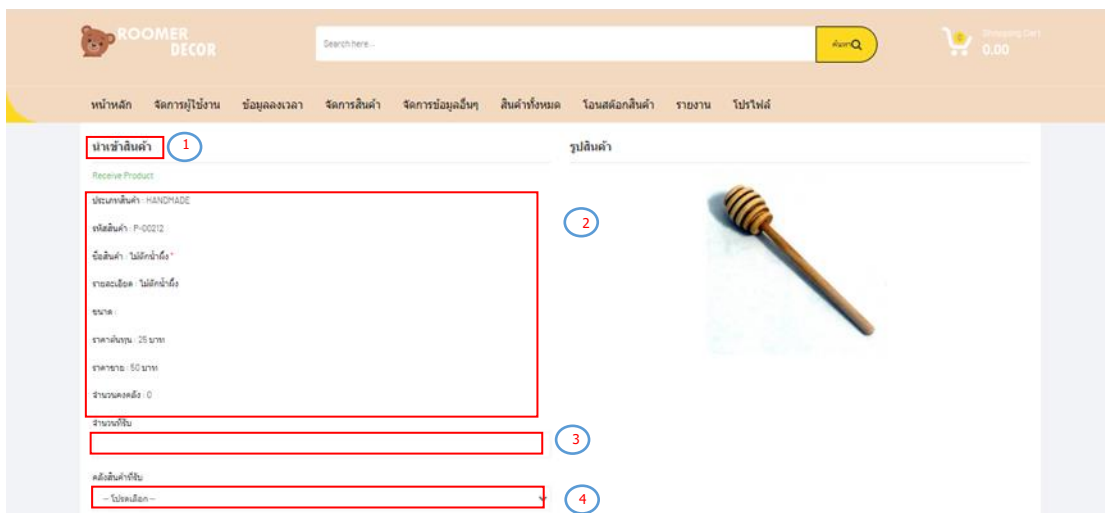 ROOMER
DECOR
Search here...
ค้นหา
0
Shopping Cart
0.00
หน้าหลัก จัดการผู้ใช้งาน ข้อมูลลงเวลา จัดการสินค้า จัดการข้อมูลอื่นๆ สินค้าทั้งหมด โอนสต๊อกสินค้า รายงาน โปรไฟล์
นำเข้าสินค้า 1
รูปสินค้า
Receive Product
ประเภทสินค้า : HANDMADE
รหัสสินค้า : P-00212
2
ชื่อสินค้า : ไม้ตักน้ำผึ้ง *
รายละเอียด : ไม้ตักน้ำผึ้ง
ขนาด :
ราคาต้นทุน : 25 บาท
ราคาขาย : 50 บาท
จำนวนคงคลัง : 0
จำนวนที่รับ
3
คลังสินค้าที่รับ
-- โปรดเลือก -- 4